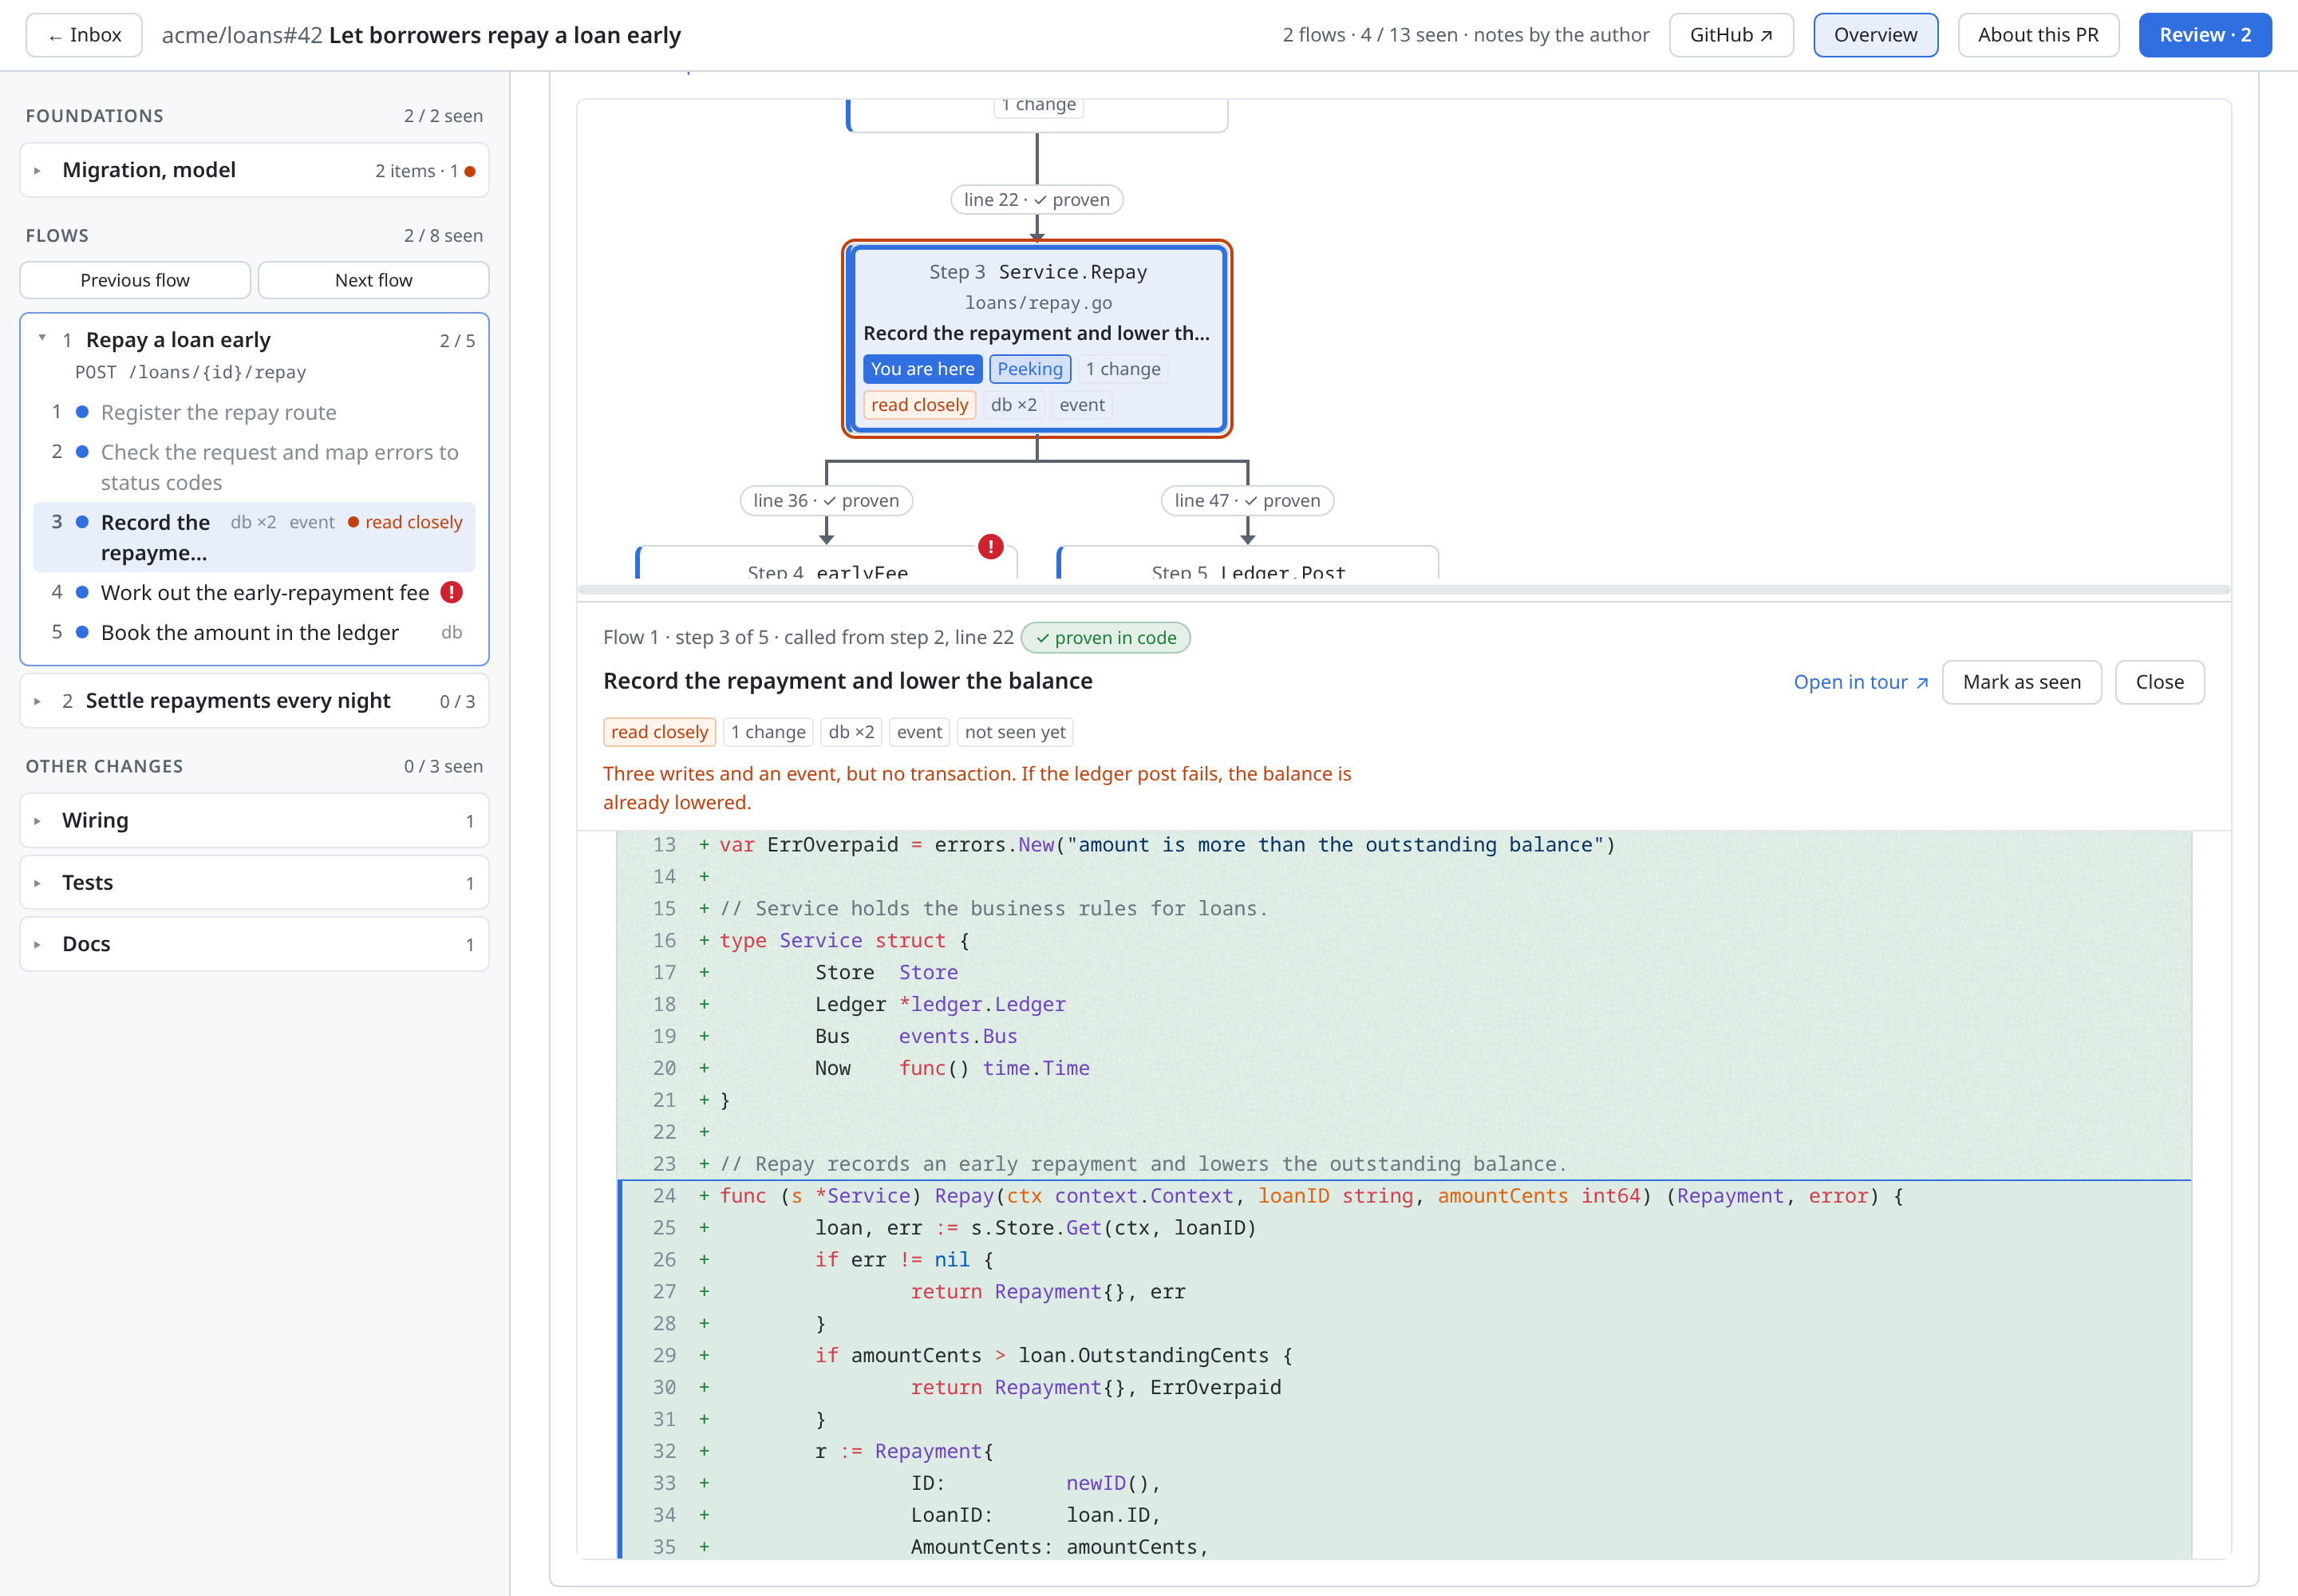 ← Inbox
acme/loans#42 Let borrowers repay a loan early
2 flows · 4 / 13 seen · notes by the author
GitHub ↗
Overview
About this PR
Review · 2
FOUNDATIONS 2 / 2 seen
▸ Migration, model 2 items · 1
FLOWS 2 / 8 seen
Previous flow
Next flow
▾ 1 Repay a loan early 2 / 5
POST /loans/{id}/repay
1 Register the repay route
2 Check the request and map errors to
status codes
3 Record the db ×2 event read closely
repayme...
4 Work out the early-repayment fee !
5 Book the amount in the ledger db
▸ 2 Settle repayments every night 0 / 3
OTHER CHANGES 0 / 3 seen
▸ Wiring 1
▸ Tests 1
▸ Docs 1
1 change
line 22 · ✓ proven
Step 3 Service.Repay
loans/repay.go
Record the repayment and lower th...
You are here Peeking 1 change
read closely db ×2 event
line 36 · ✓ proven
line 47 · ✓ proven
!
Step 4 earlyFee
Step 5 Ledger.Post
Flow 1 · step 3 of 5 · called from step 2, line 22 ✓ proven in code
Record the repayment and lower the balance
Open in tour ↗
Mark as seen
Close
read closely 1 change db ×2 event not seen yet
Three writes and an event, but no transaction. If the ledger post fails, the balance is
already lowered.
13 + var ErrOverpaid = errors.New("amount is more than the outstanding balance")
14 +
15 + // Service holds the business rules for loans.
16 + type Service struct {
17 + Store Store
18 + Ledger *ledger.Ledger
19 + Bus events.Bus
20 + Now func() time.Time
21 + }
22 +
23 + // Repay records an early repayment and lowers the outstanding balance.
24 + func (s *Service) Repay(ctx context.Context, loanID string, amountCents int64) (Repayment, error) {
25 + loan, err := s.Store.Get(ctx, loanID)
26 + if err != nil {
27 + return Repayment{}, err
28 + }
29 + if amountCents > loan.OutstandingCents {
30 + return Repayment{}, ErrOverpaid
31 + }
32 + r := Repayment{
33 + ID: newID(),
34 + LoanID: loan.ID,
35 + AmountCents: amountCents,